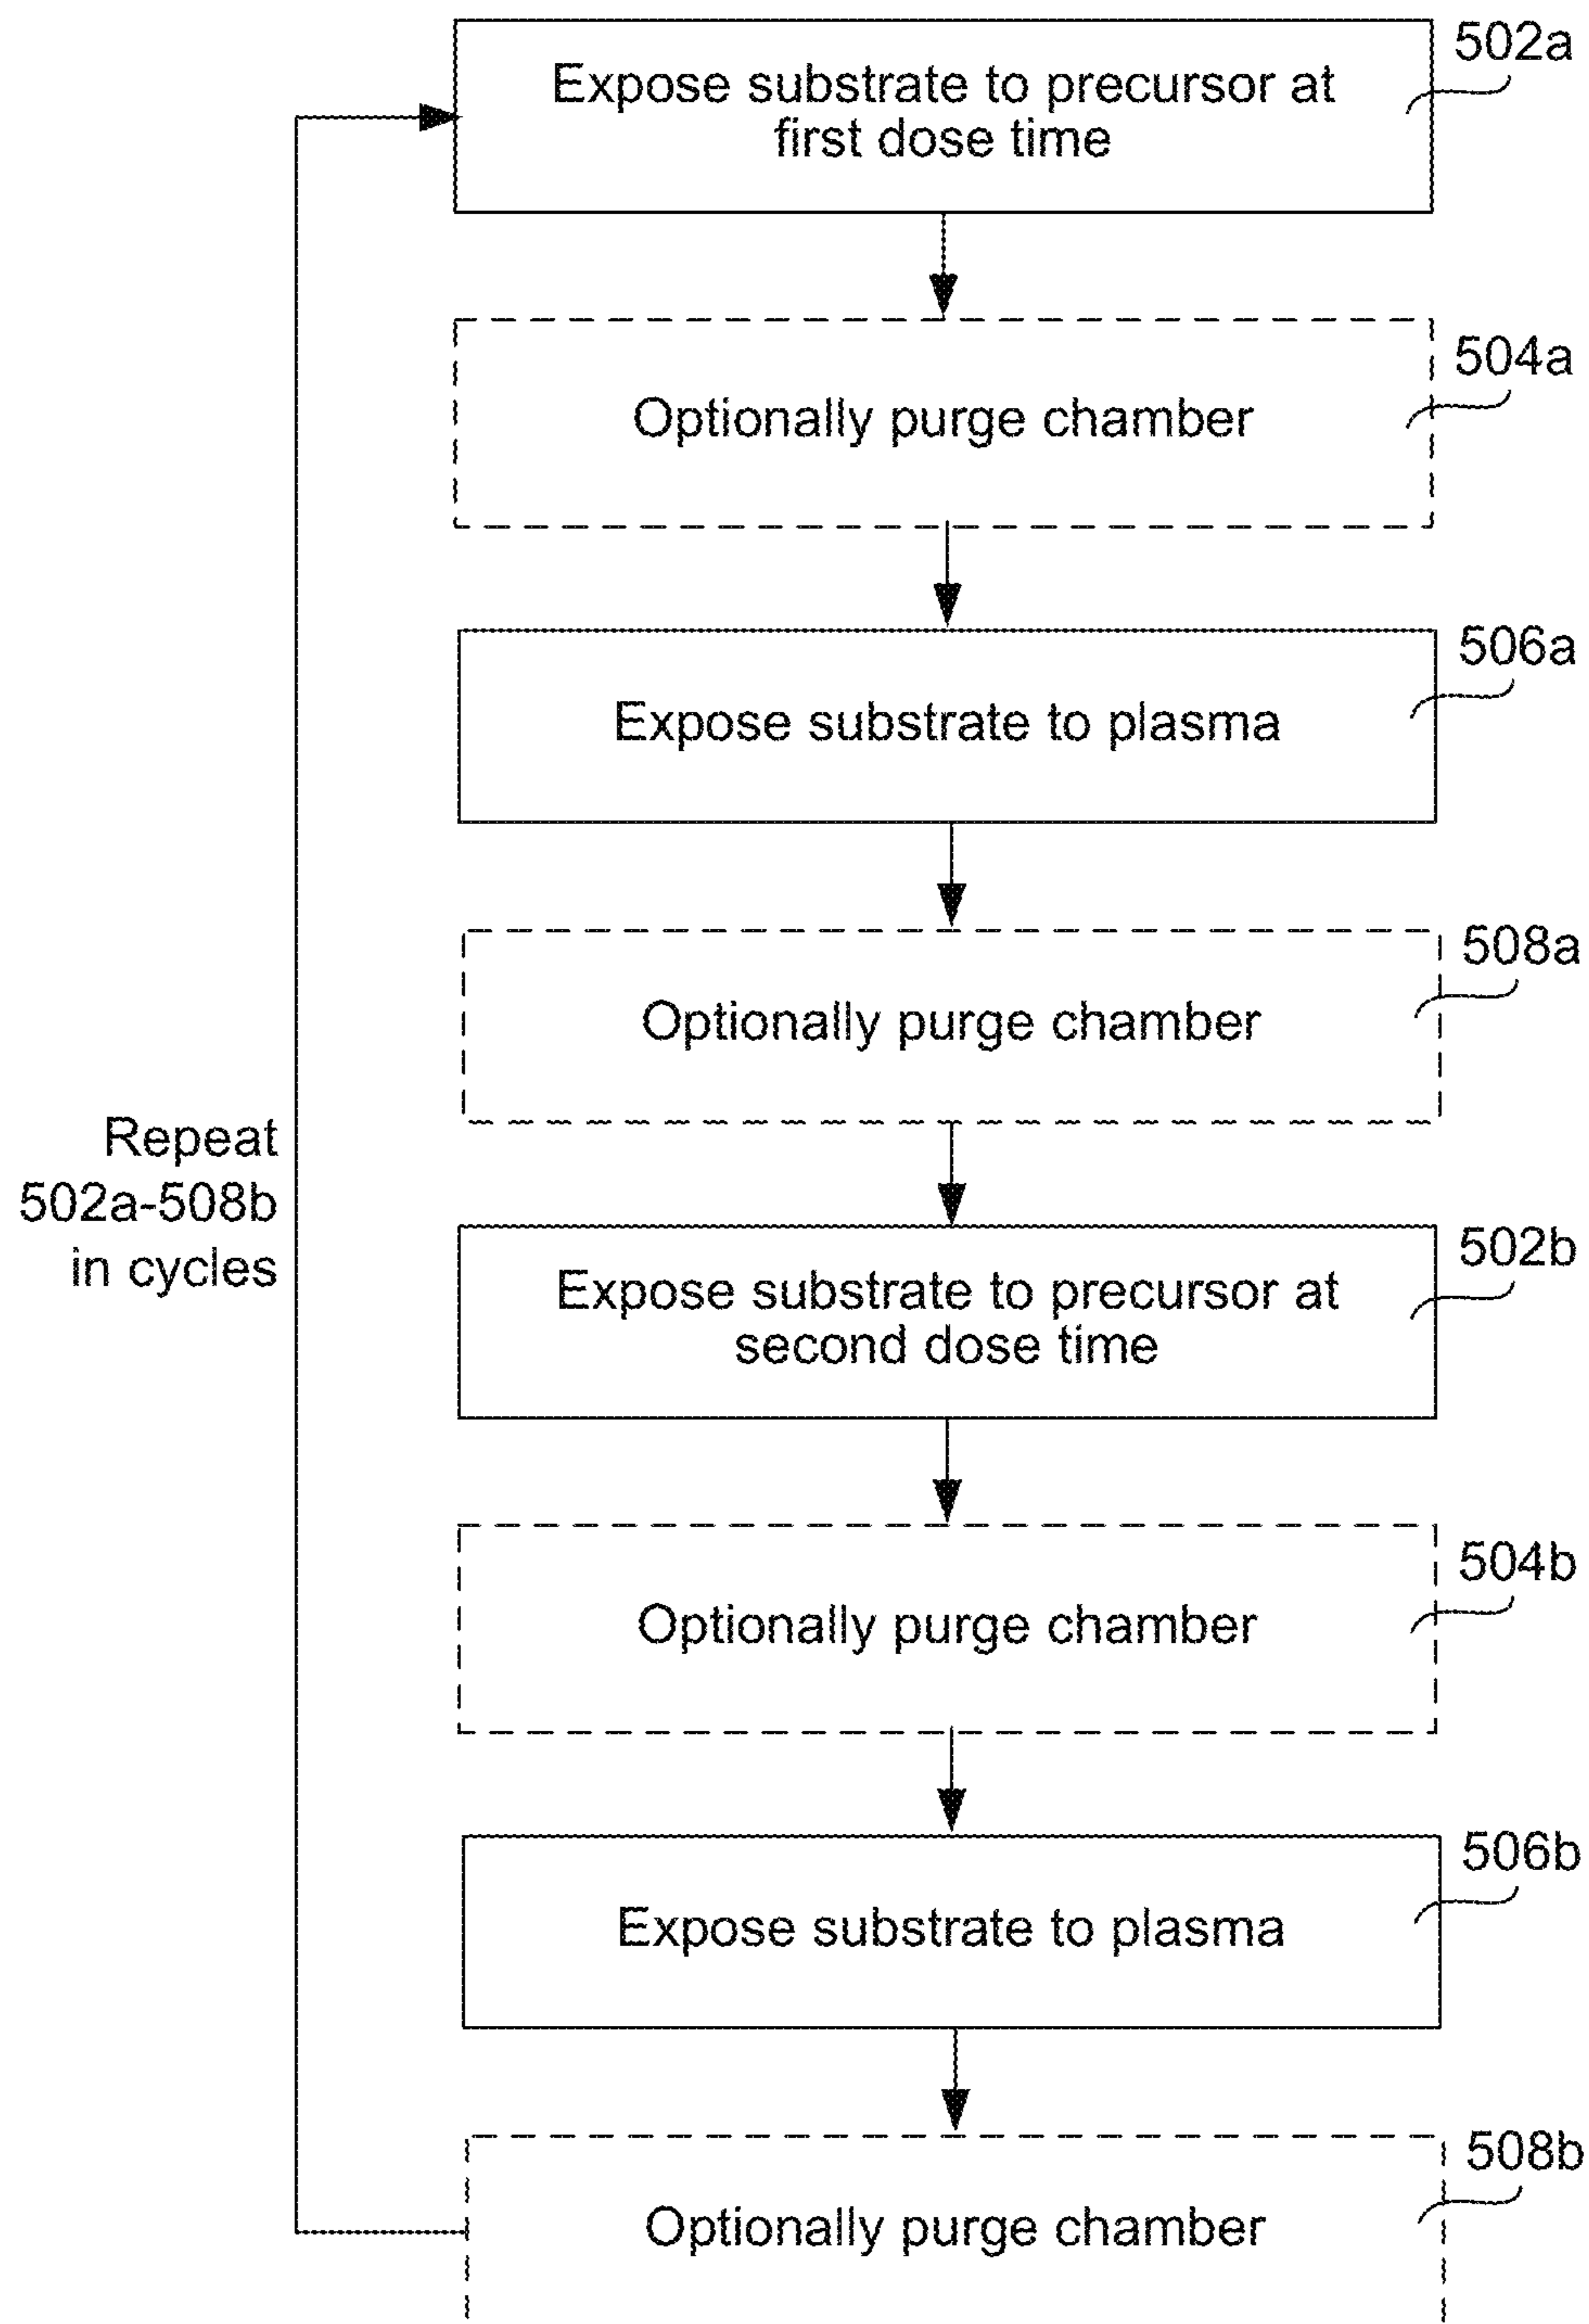 502a
Expose substrate to precursor at
first dose time
504a
Optionally purge chamber
506a
Expose substrate to plasma
508a
Optionally purge chamber
Repeat
502a-508b
in cycles
502b
Expose substrate to precursor at
second dose time
504b
Optionally purge chamber
506b
Expose substrate to plasma
508b
Optionally purge chamber